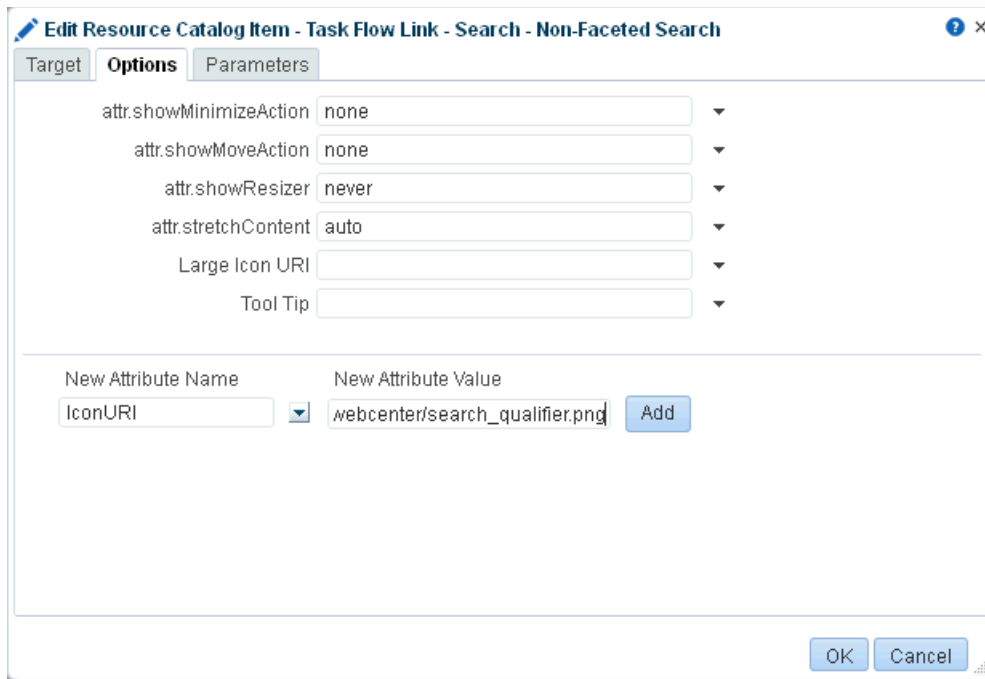 Edit Resource Catalog Item - Task Flow Link - Search - Non-Faceted Search
Target Options Parameters
attr.showMinimizeAction none
attr.showMoveAction none
attr.showResizer never
attr.stretchContent auto
Large Icon URI
Tool Tip
New Attribute Name New Attribute Value
IconURI webcenter/search_qualifier.png Add
OK Cancel